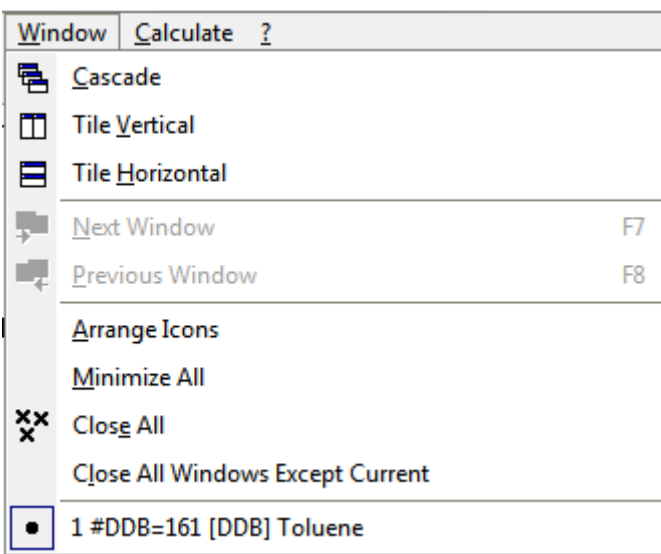 Window Calculate ?
Cascade
Tile Vertical
Tile Horizontal
Next Window F7
Previous Window F8
Arrange Icons
Minimize All
Close All
Close All Windows Except Current
1 #DDB=161 [DDB] Toluene